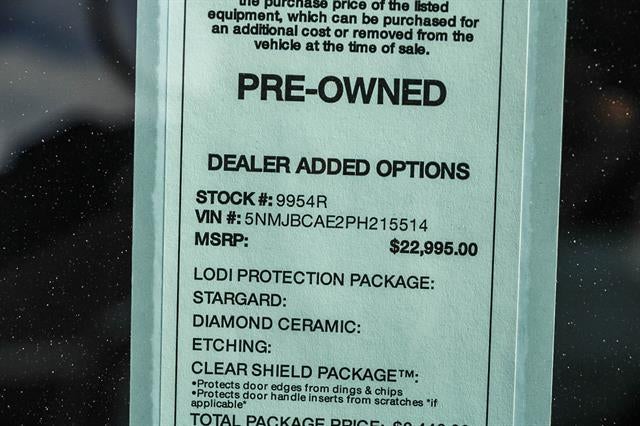 the purchase price of the listed
equipment, which can be purchased for
an additional cost or removed from the
vehicle at the time of sale.
PRE-OWNED
DEALER ADDED OPTIONS
STOCK #: 9954R
VIN #: 5NMJBCAE2PH215514
MSRP: $22,995.00
LODI PROTECTION PACKAGE:
STARGARD:
DIAMOND CERAMIC:
ETCHING:
CLEAR SHIELD PACKAGE™:
•Protects door edges from dings & chips
•Protects door handle inserts from scratches *if
applicable*
TOTAL PACKAGE PRICE: